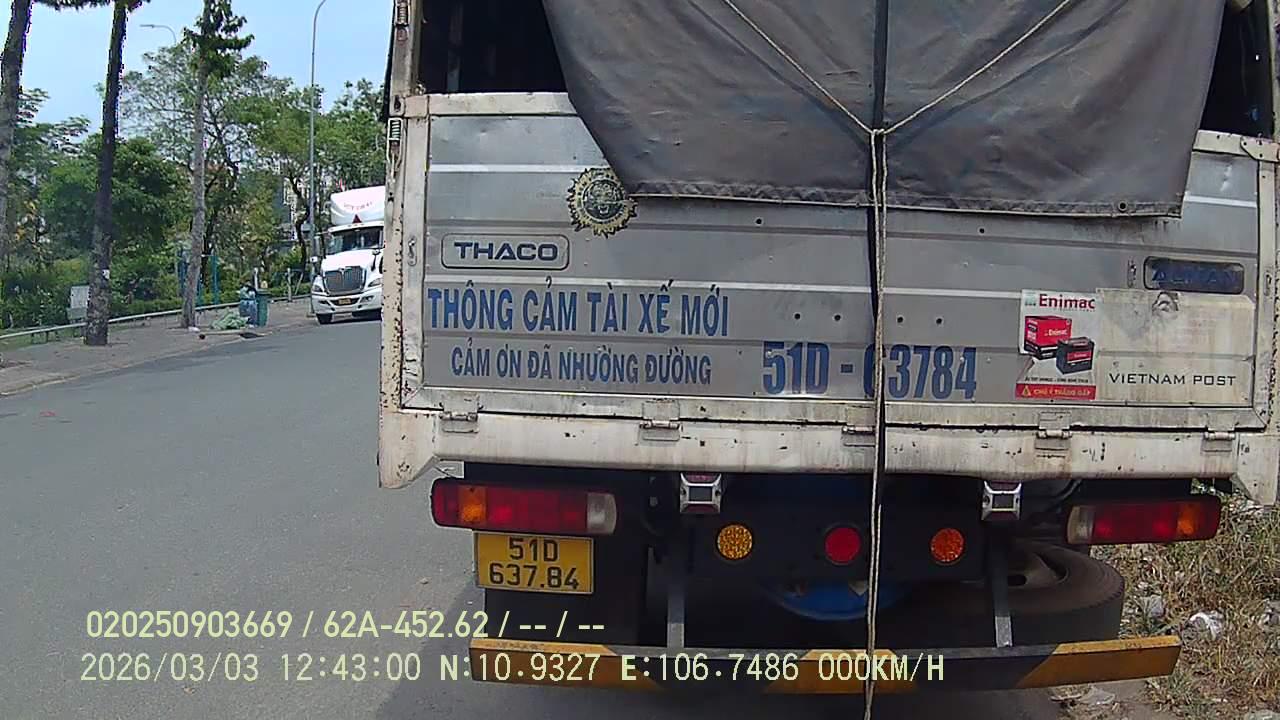 THACO
THÔNG CẢM TÀI XẾ MỚI
CẢM ƠN ĐÃ NHƯỜNG ĐƯỜNG
51D - 63784
Enimac
VIETNAM POST
51D
637.84
020250903669 / 62A-452.62 / -- / --
2026/03/03 12:43:00 N:10.9327 E:106.7486 000KM/H